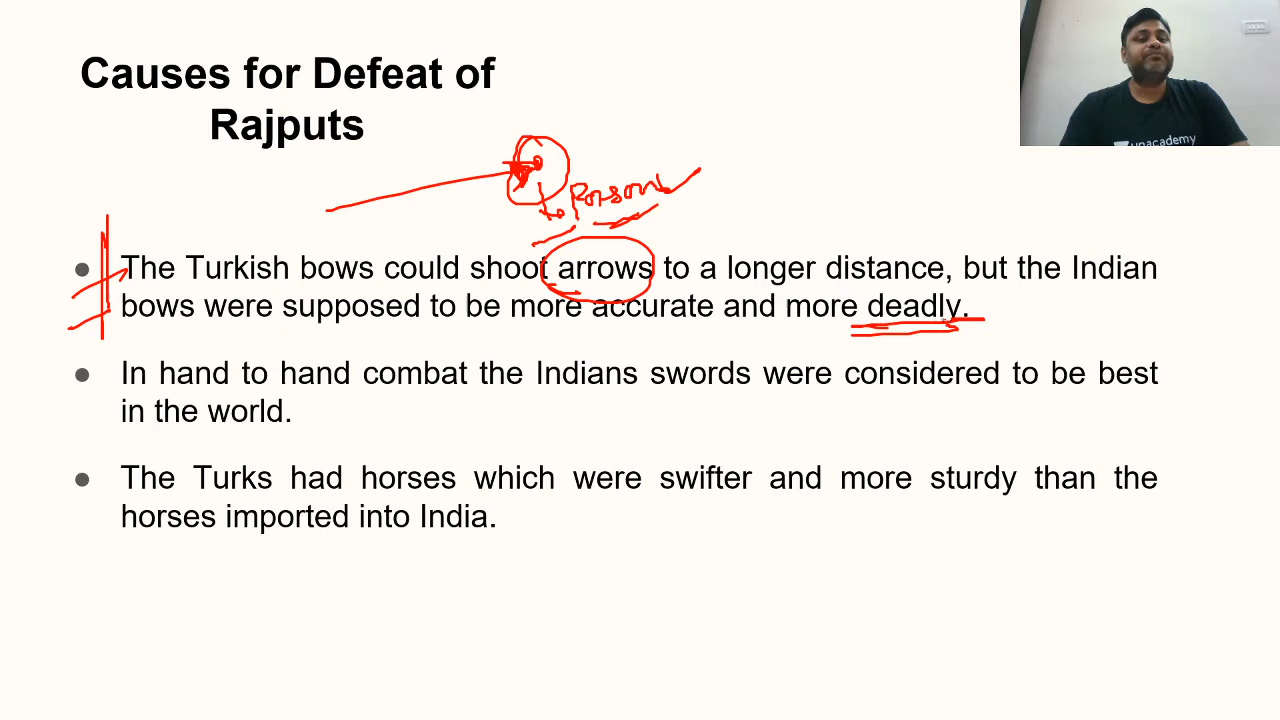 Causes for Defeat of
Rajputs
unacademy
to Poison
● The Turkish bows could shoot arrows to a longer distance, but the Indian
bows were supposed to be more accurate and more deadly.
● In hand to hand combat the Indians swords were considered to be best
in the world.
● The Turks had horses which were swifter and more sturdy than the
horses imported into India.